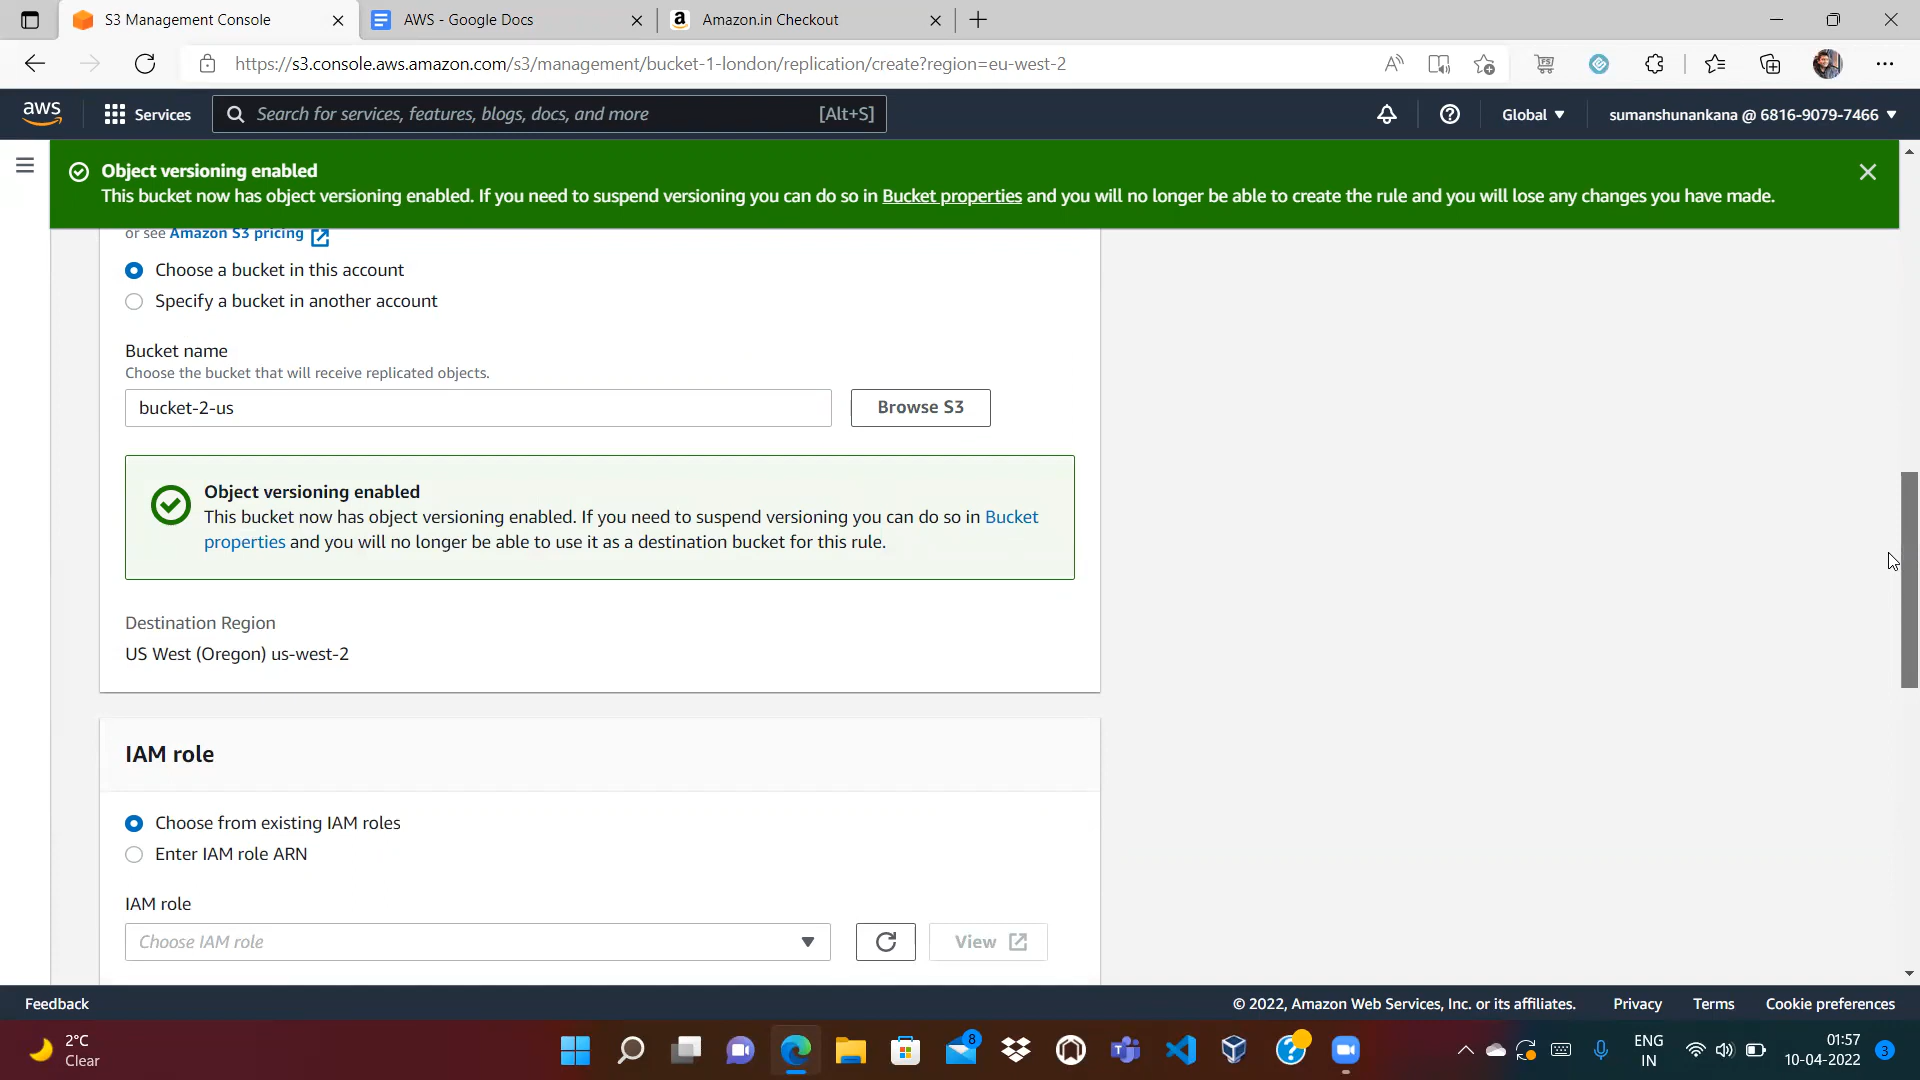 S3 Management Console
AWS - Google Docs
Amazon.in Checkout
https://s3.console.aws.amazon.com/s3/management/bucket-1-london/replication/create?region=eu-west-2
aws
Services
Search for services, features, blogs, docs, and more
[Alt+S]
Global
sumanshunankana @ 6816-9079-7466
Object versioning enabled
This bucket now has object versioning enabled. If you need to suspend versioning you can do so in Bucket properties and you will no longer be able to create the rule and you will lose any changes you have made.
or see Amazon S3 pricing
Choose a bucket in this account
Specify a bucket in another account
Bucket name
Choose the bucket that will receive replicated objects.
bucket-2-us
Browse S3
Object versioning enabled
This bucket now has object versioning enabled. If you need to suspend versioning you can do so in Bucket
properties and you will no longer be able to use it as a destination bucket for this rule.
Destination Region
US West (Oregon) us-west-2
IAM role
Choose from existing IAM roles
Enter IAM role ARN
IAM role
Choose IAM role
View
Feedback
© 2022, Amazon Web Services, Inc. or its affiliates.
Privacy
Terms
Cookie preferences
2°C
Clear
8
ENG
IN
01:57
10-04-2022
3